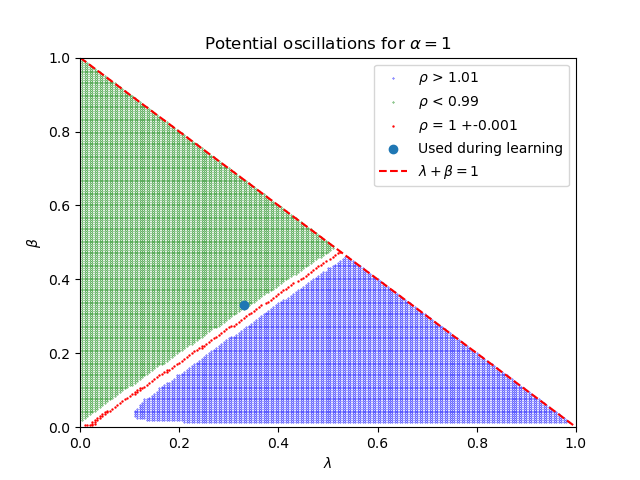 Potential oscillations for α = 1
ρ > 1.01
ρ < 0.99
ρ = 1 +-0.001
Used during learning
λ + β = 1
1.0
0.8
0.6
0.4
0.2
0.0
β
0.0 0.2 0.4 0.6 0.8 1.0
λ